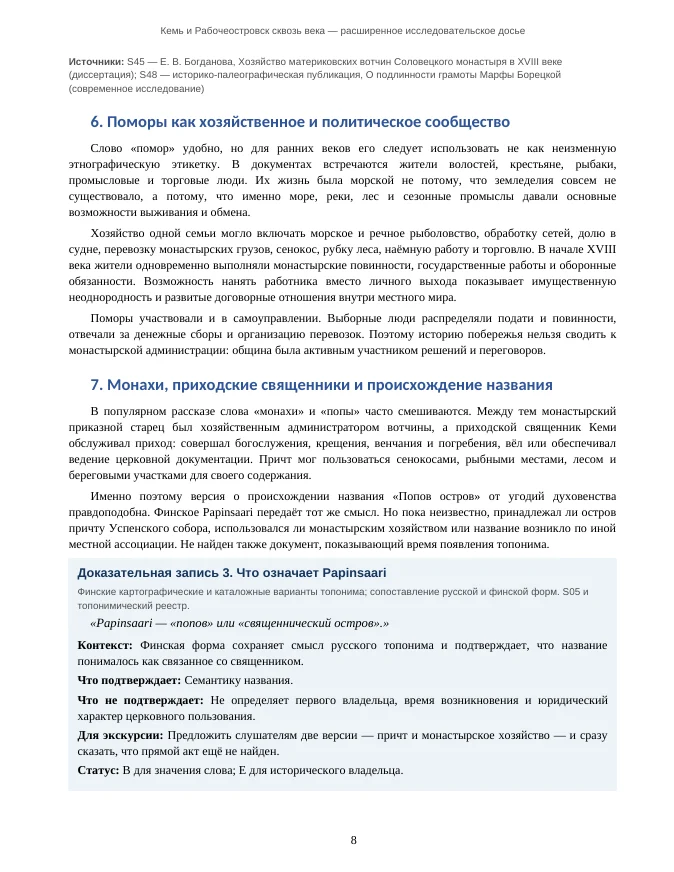 Кемь и Рабочеостровск сквозь века — расширенное исследовательское досье
Источники: S45 — Е. В. Богданова, Хозяйство материковских вотчин Соловецкого монастыря в XVIII веке
(диссертация); S48 — историко-палеографическая публикация, О подлинности грамоты Марфы Борецкой
(современное исследование)
6. Поморы как хозяйственное и политическое сообщество
Слово «помор» удобно, но для ранних веков его следует использовать не как неизменную
этнографическую этикетку. В документах встречаются жители волостей, крестьяне, рыбаки,
промысловые и торговые люди. Их жизнь была морской не потому, что земледелия совсем не
существовало, а потому, что именно море, реки, лес и сезонные промыслы давали основные
возможности выживания и обмена.
Хозяйство одной семьи могло включать морское и речное рыболовство, обработку сетей, долю в
судне, перевозку монастырских грузов, сенокос, рубку леса, наёмную работу и торговлю. В начале XVIII
века жители одновременно выполняли монастырские повинности, государственные работы и оборонные
обязанности. Возможность нанять работника вместо личного выхода показывает имущественную
неоднородность и развитые договорные отношения внутри местного мира.
Поморы участвовали и в самоуправлении. Выборные люди распределяли подати и повинности,
отвечали за денежные сборы и организацию перевозок. Поэтому историю побережья нельзя сводить к
монастырской администрации: община была активным участником решений и переговоров.
7. Монахи, приходские священники и происхождение названия
В популярном рассказе слова «монахи» и «попы» часто смешиваются. Между тем монастырский
приказной старец был хозяйственным администратором вотчины, а приходской священник Кеми
обслуживал приход: совершал богослужения, крещения, венчания и погребения, вёл или обеспечивал
ведение церковной документации. Причт мог пользоваться сенокосами, рыбными местами, лесом и
береговыми участками для своего содержания.
Именно поэтому версия о происхождении названия «Попов остров» от угодий духовенства
правдоподобна. Финское Papinsaari передаёт тот же смысл. Но пока неизвестно, принадлежал ли остров
причту Успенского собора, использовался ли монастырским хозяйством или название возникло по иной
местной ассоциации. Не найден также документ, показывающий время появления топонима.
Доказательная запись 3. Что означает Papinsaari
Финские картографические и каталожные варианты топонима; сопоставление русской и финской форм. S05 и
топонимический реестр.
«Papinsaari — «попов» или «священнический остров».»
Контекст: Финская форма сохраняет смысл русского топонима и подтверждает, что название
понималось как связанное со священником.
Что подтверждает: Семантику названия.
Что не подтверждает: Не определяет первого владельца, время возникновения и юридический
характер церковного пользования.
Для экскурсии: Предложить слушателям две версии — причт и монастырское хозяйство — и сразу
сказать, что прямой акт ещё не найден.
Статус: B для значения слова; E для исторического владельца.
8